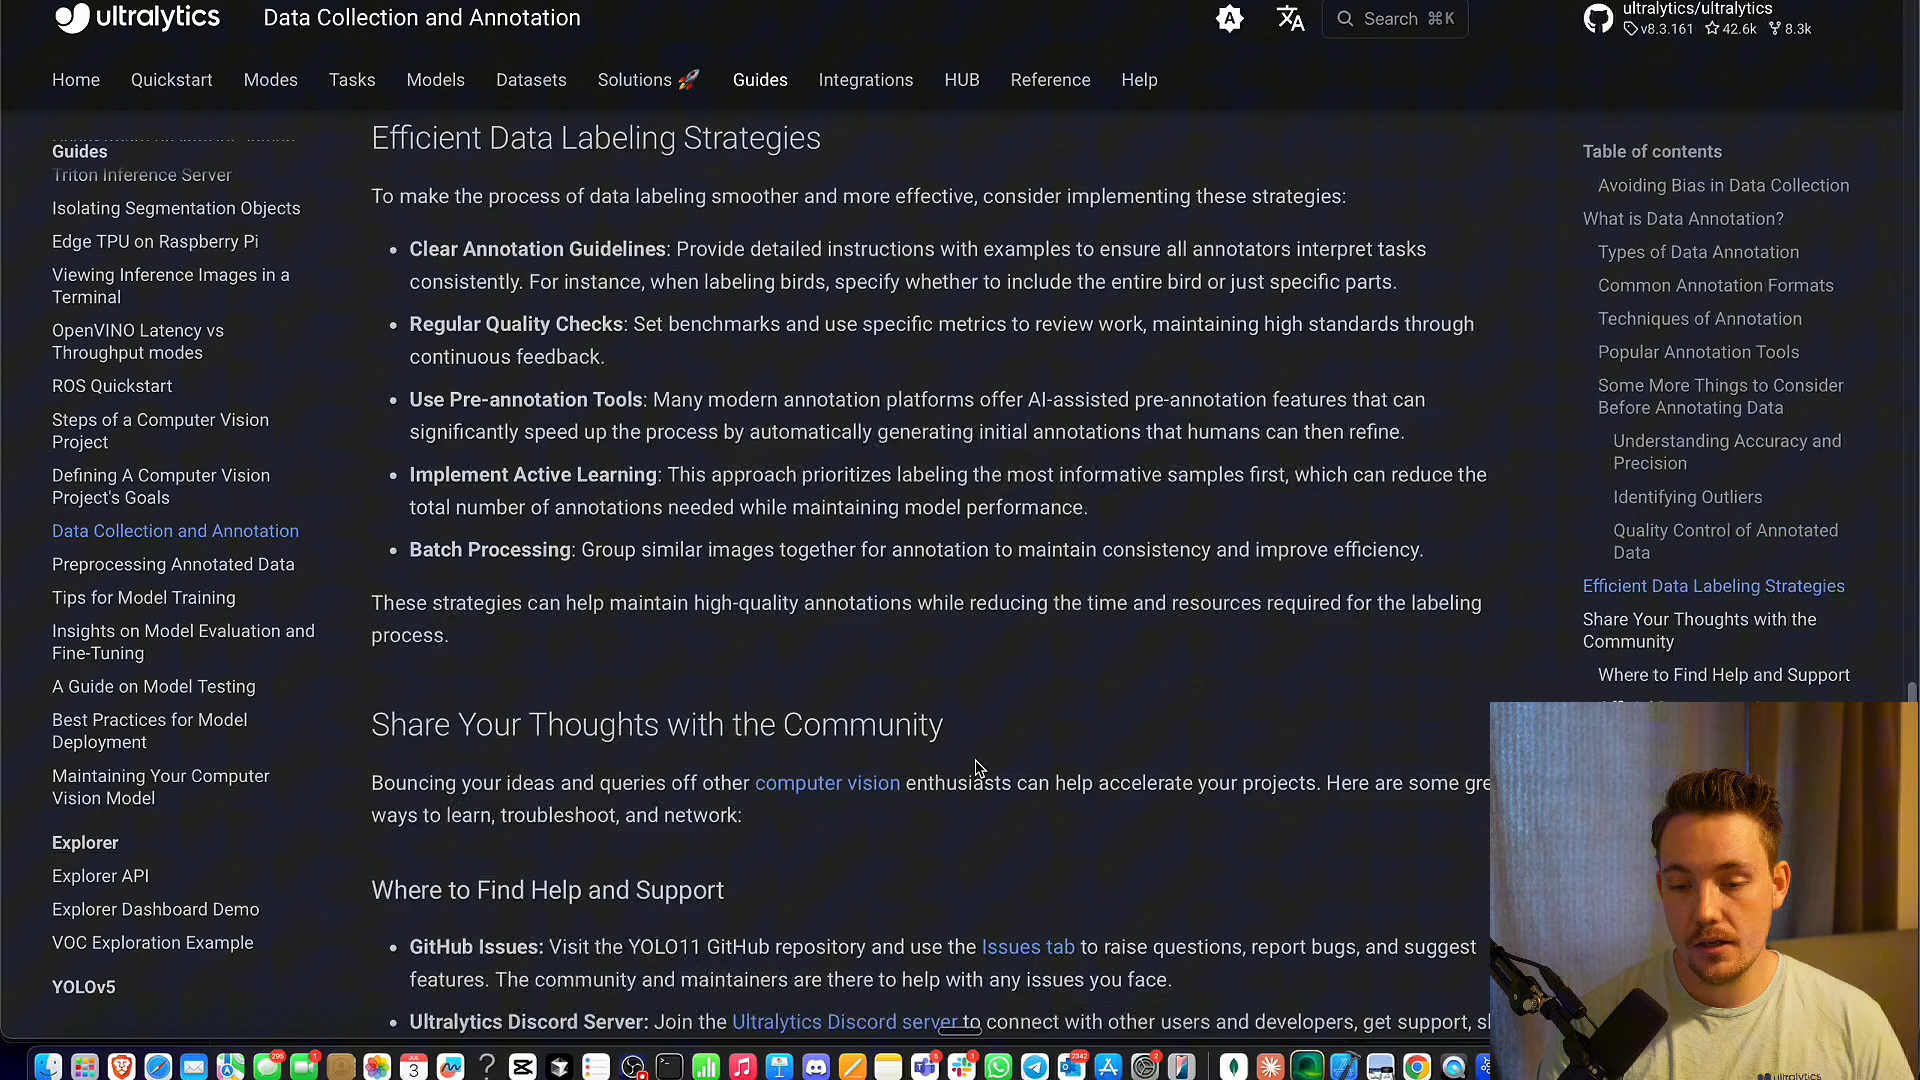 ultralytics
Data Collection and Annotation
Search ⌘K
ultralytics/ultralytics
v8.3.161 42.6k 8.3k
Home Quickstart Modes Tasks Models Datasets Solutions 🚀 Guides Integrations HUB Reference Help
Guides
Triton Inference Server
Isolating Segmentation Objects
Edge TPU on Raspberry Pi
Viewing Inference Images in a
Terminal
OpenVINO Latency vs
Throughput modes
ROS Quickstart
Steps of a Computer Vision
Project
Defining A Computer Vision
Project's Goals
Data Collection and Annotation
Preprocessing Annotated Data
Tips for Model Training
Insights on Model Evaluation and
Fine-Tuning
A Guide on Model Testing
Best Practices for Model
Deployment
Maintaining Your Computer
Vision Model
Explorer
Explorer API
Explorer Dashboard Demo
VOC Exploration Example
YOLOv5
Efficient Data Labeling Strategies
To make the process of data labeling smoother and more effective, consider implementing these strategies:
• Clear Annotation Guidelines: Provide detailed instructions with examples to ensure all annotators interpret tasks
consistently. For instance, when labeling birds, specify whether to include the entire bird or just specific parts.
• Regular Quality Checks: Set benchmarks and use specific metrics to review work, maintaining high standards through
continuous feedback.
• Use Pre-annotation Tools: Many modern annotation platforms offer AI-assisted pre-annotation features that can
significantly speed up the process by automatically generating initial annotations that humans can then refine.
• Implement Active Learning: This approach prioritizes labeling the most informative samples first, which can reduce the
total number of annotations needed while maintaining model performance.
• Batch Processing: Group similar images together for annotation to maintain consistency and improve efficiency.
These strategies can help maintain high-quality annotations while reducing the time and resources required for the labeling
process.
Share Your Thoughts with the Community
Bouncing your ideas and queries off other computer vision enthusiasts can help accelerate your projects. Here are some gre
ways to learn, troubleshoot, and network:
Where to Find Help and Support
• GitHub Issues: Visit the YOLO11 GitHub repository and use the Issues tab to raise questions, report bugs, and suggest
features. The community and maintainers are there to help with any issues you face.
• Ultralytics Discord Server: Join the Ultralytics Discord server to connect with other users and developers, get support, s
Table of contents
Avoiding Bias in Data Collection
What is Data Annotation?
Types of Data Annotation
Common Annotation Formats
Techniques of Annotation
Popular Annotation Tools
Some More Things to Consider
Before Annotating Data
Understanding Accuracy and
Precision
Identifying Outliers
Quality Control of Annotated
Data
Efficient Data Labeling Strategies
Share Your Thoughts with the
Community
Where to Find Help and Support
ultralytics